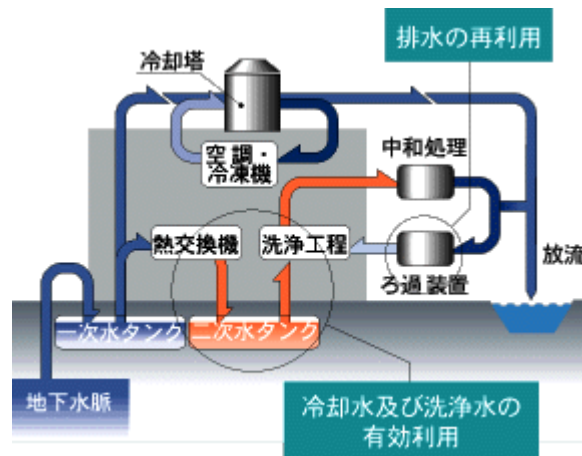 排水の再利用
冷却塔
空調・
冷凍機
中和処理
熱交換機
洗浄工程
ろ過装置
放流
一次水タンク
二次水タンク
地下水脈
冷却水及び洗浄水の
有効利用